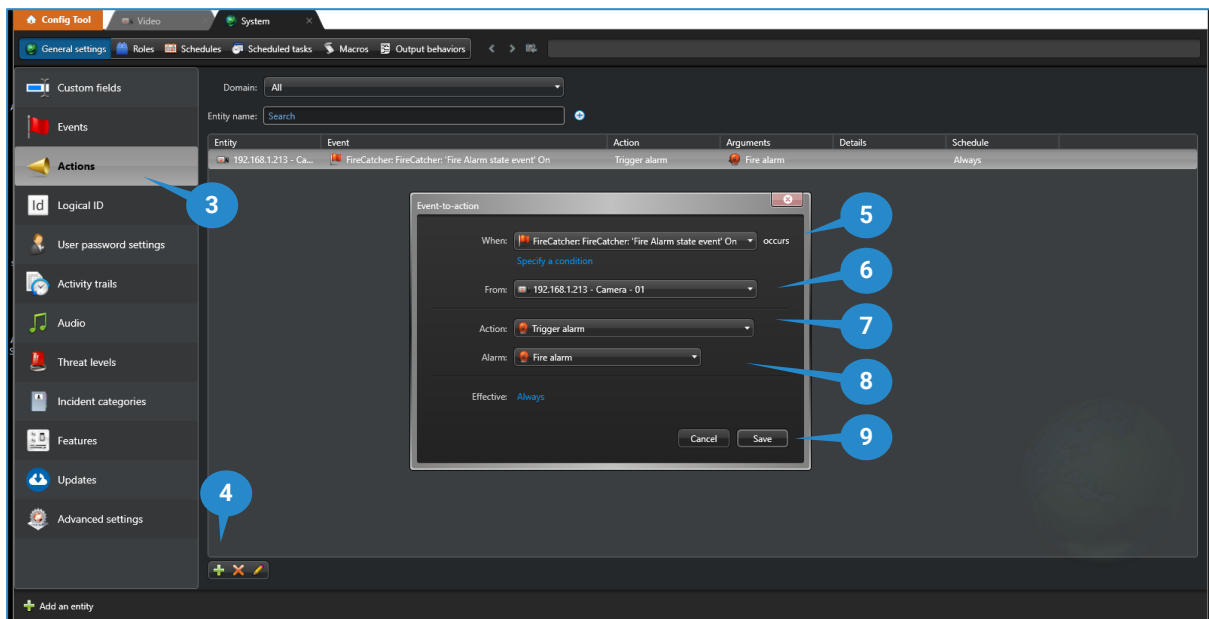 Config Tool
Video
System
General settings Roles Schedules Scheduled tasks Macros Output behaviors
Custom fields
Domain: All
Entity name: Search
Events
Entity Event Action Arguments Details Schedule
192.168.1.213 - Ca... FireCatcher: FireCatcher: 'Fire Alarm state event' On Trigger alarm Fire alarm Always
Actions
3
Id Logical ID
User password settings
Activity trails
Audio
Threat levels
Incident categories
Features
Updates
Advanced settings
Event-to-action
When: FireCatcher: FireCatcher: 'Fire Alarm state event' On occurs
5
Specify a condition
6
From: 192.168.1.213 - Camera - 01
Action: Trigger alarm
7
Alarm: Fire alarm
8
Effective: Always
Cancel Save
9
4
Add an entity